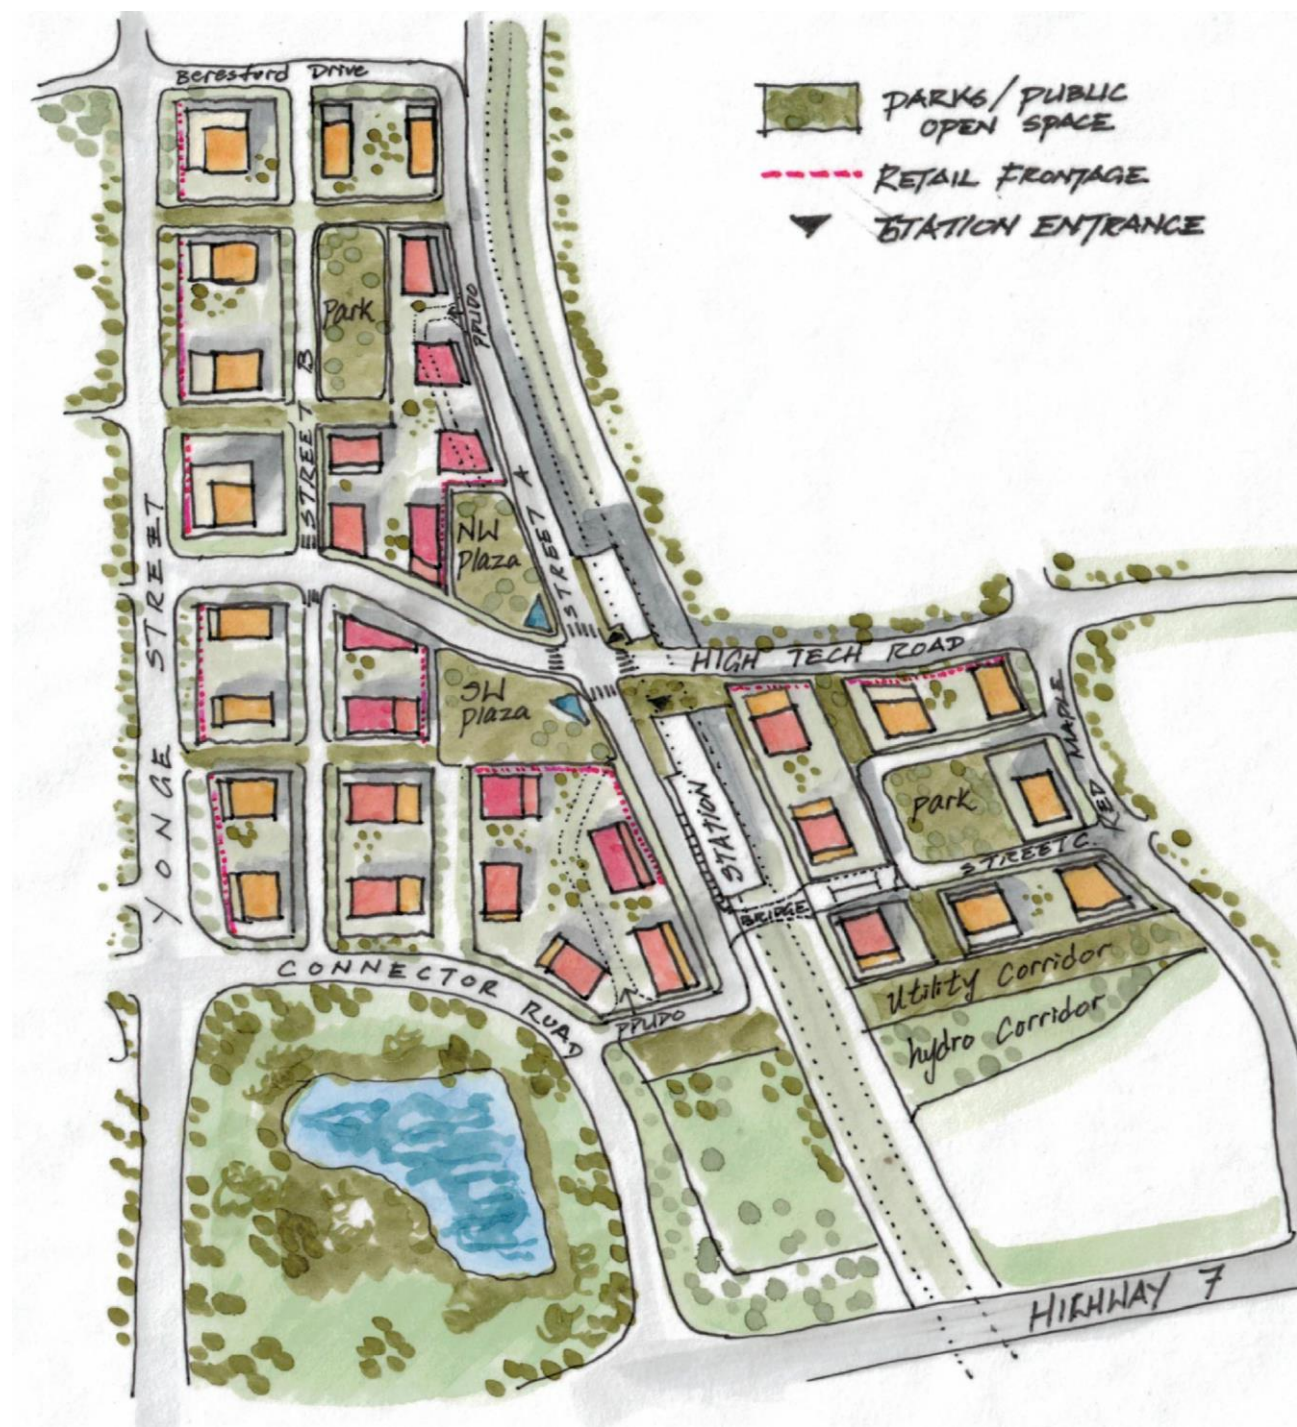 Beresford Drive
PARKS / PUBLIC
OPEN SPACE
RETAIL FRONTAGE
STATION ENTRANCE
Park
PPUDO
STREET B
STREET A
NW
Plaza
YONGE STREET
HIGH TECH ROAD
SW
plaza
RED MAPLE
STATION
park
STREET C
BRIDGE
CONNECTOR ROAD
Utility Corridor
hydro Corridor
PPUDO
HIGHWAY 7